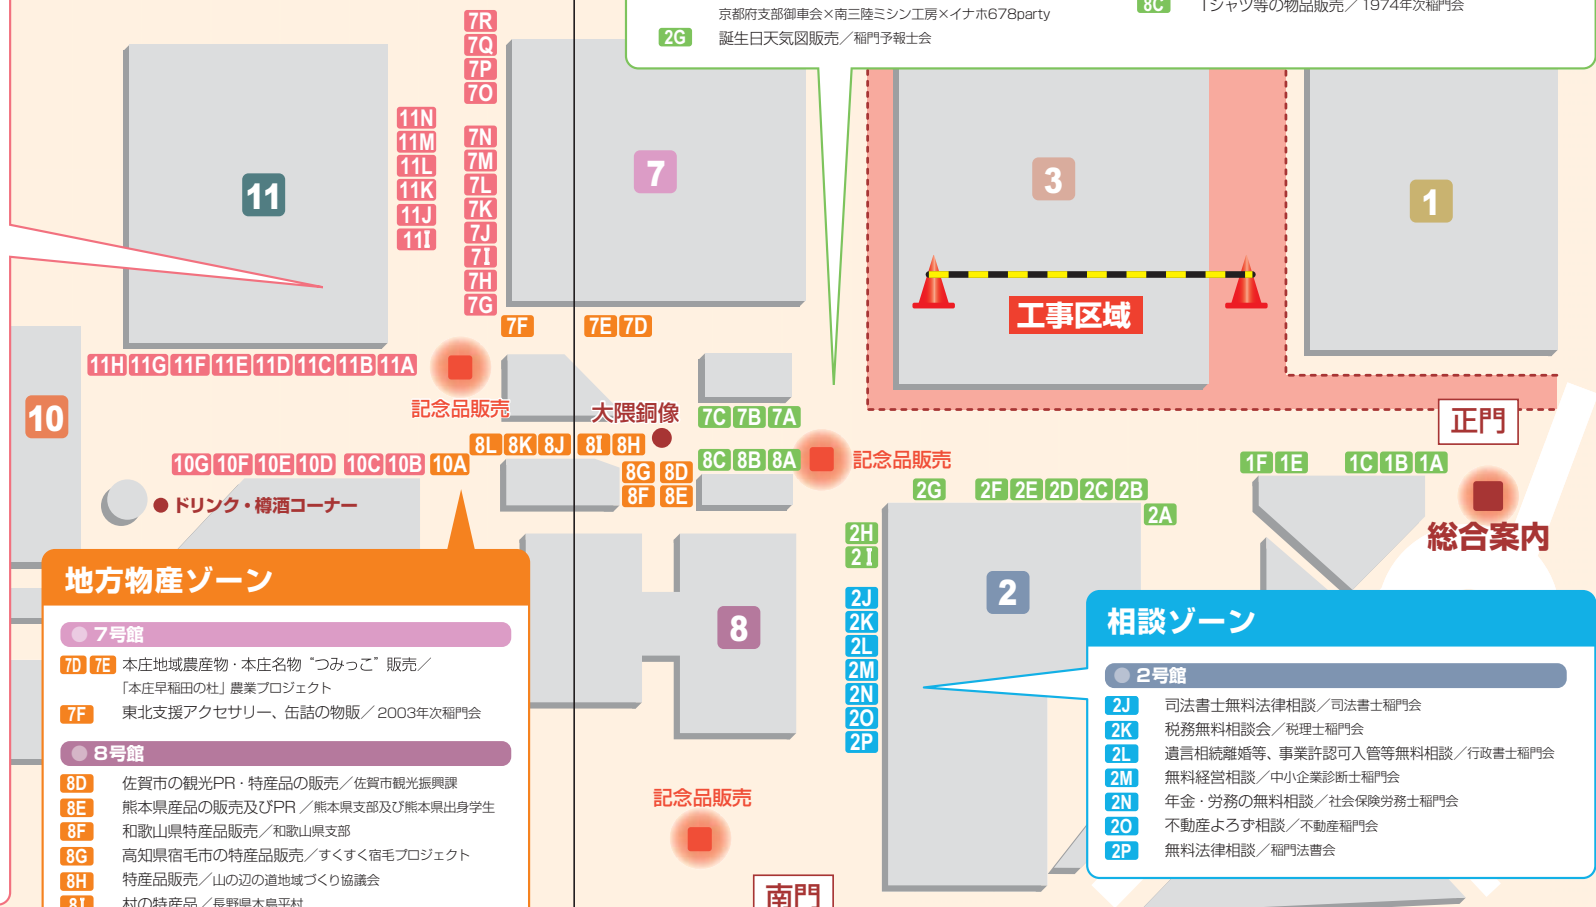 京都府支部御車会×南三陸ミシン工房×イナホ678party
8C Tシャツ等の物品販売／1974年次稲門会
2G 誕生日天気図販売／稲門予報士会
7R
7Q
7P
7O
11N
11M
11L
11K
11J
11I
7N
7M
7L
7K
7J
7I
7H
7G
11
7
3
1
工事区域
7F
7E 7D
11H 11G 11F 11E 11D 11C 11B 11A
記念品販売
大隈銅像
7C 7B 7A
正門
10
8L 8K 8J 8I 8H
10G 10F 10E 10D 10C 10B 10A
8G 8D
8F 8E
8C 8B 8A
記念品販売
1F 1E 1C 1B 1A
ドリンク・樽酒コーナー
2G 2F 2E 2D 2C 2B
2A
総合案内
2H
2I
2J
2K
2L
2M
2N
2O
2P
2
8
地方物産ゾーン
7号館
7D 7E 本庄地域農産物・本庄名物“つみっこ”販売／
「本庄早稲田の杜」農業プロジェクト
7F 東北支援アクセサリー、缶詰の物販／2003年次稲門会
8号館
8D 佐賀市の観光PR・特産品の販売／佐賀市観光振興課
8E 熊本県産品の販売及びPR／熊本県支部及び熊本県出身学生
8F 和歌山県特産品販売／和歌山県支部
8G 高知県宿毛市の特産品販売／すくすく宿毛プロジェクト
8H 特産品販売／山の辺の道地域づくり協議会
8I 村の特産品／長野県木島平村
記念品販売
南門
相談ゾーン
2号館
2J 司法書士無料法律相談／司法書士稲門会
2K 税務無料相談会／税理士稲門会
2L 遺言相続離婚等、事業許認可入管等無料相談／行政書士稲門会
2M 無料経営相談／中小企業診断士稲門会
2N 年金・労務の無料相談／社会保険労務士稲門会
2O 不動産よろず相談／不動産稲門会
2P 無料法律相談／稲門法曹会